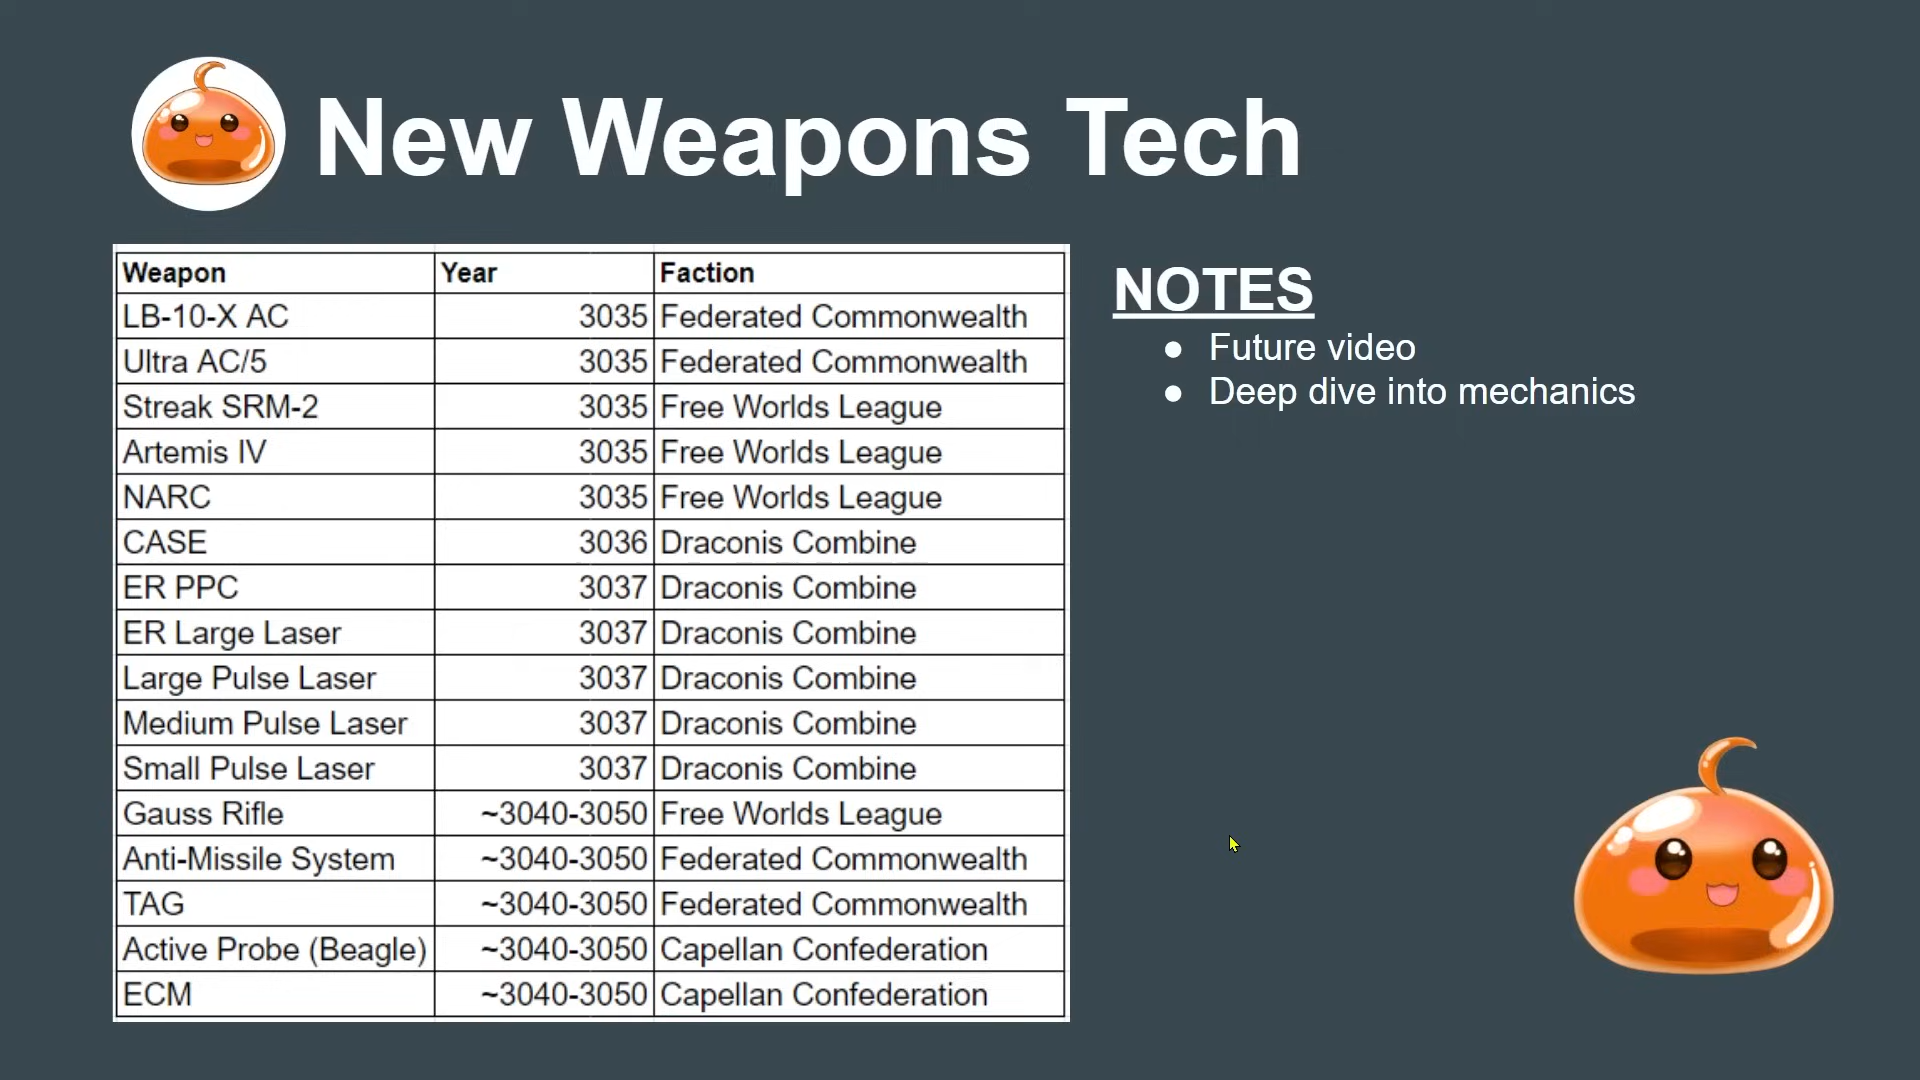 New Weapons Tech
Weapon Year Faction
LB-10-X AC 3035 Federated Commonwealth
Ultra AC/5 3035 Federated Commonwealth
Streak SRM-2 3035 Free Worlds League
Artemis IV 3035 Free Worlds League
NARC 3035 Free Worlds League
CASE 3036 Draconis Combine
ER PPC 3037 Draconis Combine
ER Large Laser 3037 Draconis Combine
Large Pulse Laser 3037 Draconis Combine
Medium Pulse Laser 3037 Draconis Combine
Small Pulse Laser 3037 Draconis Combine
Gauss Rifle ~3040-3050 Free Worlds League
Anti-Missile System ~3040-3050 Federated Commonwealth
TAG ~3040-3050 Federated Commonwealth
Active Probe (Beagle) ~3040-3050 Capellan Confederation
ECM ~3040-3050 Capellan Confederation
NOTES
● Future video
● Deep dive into mechanics